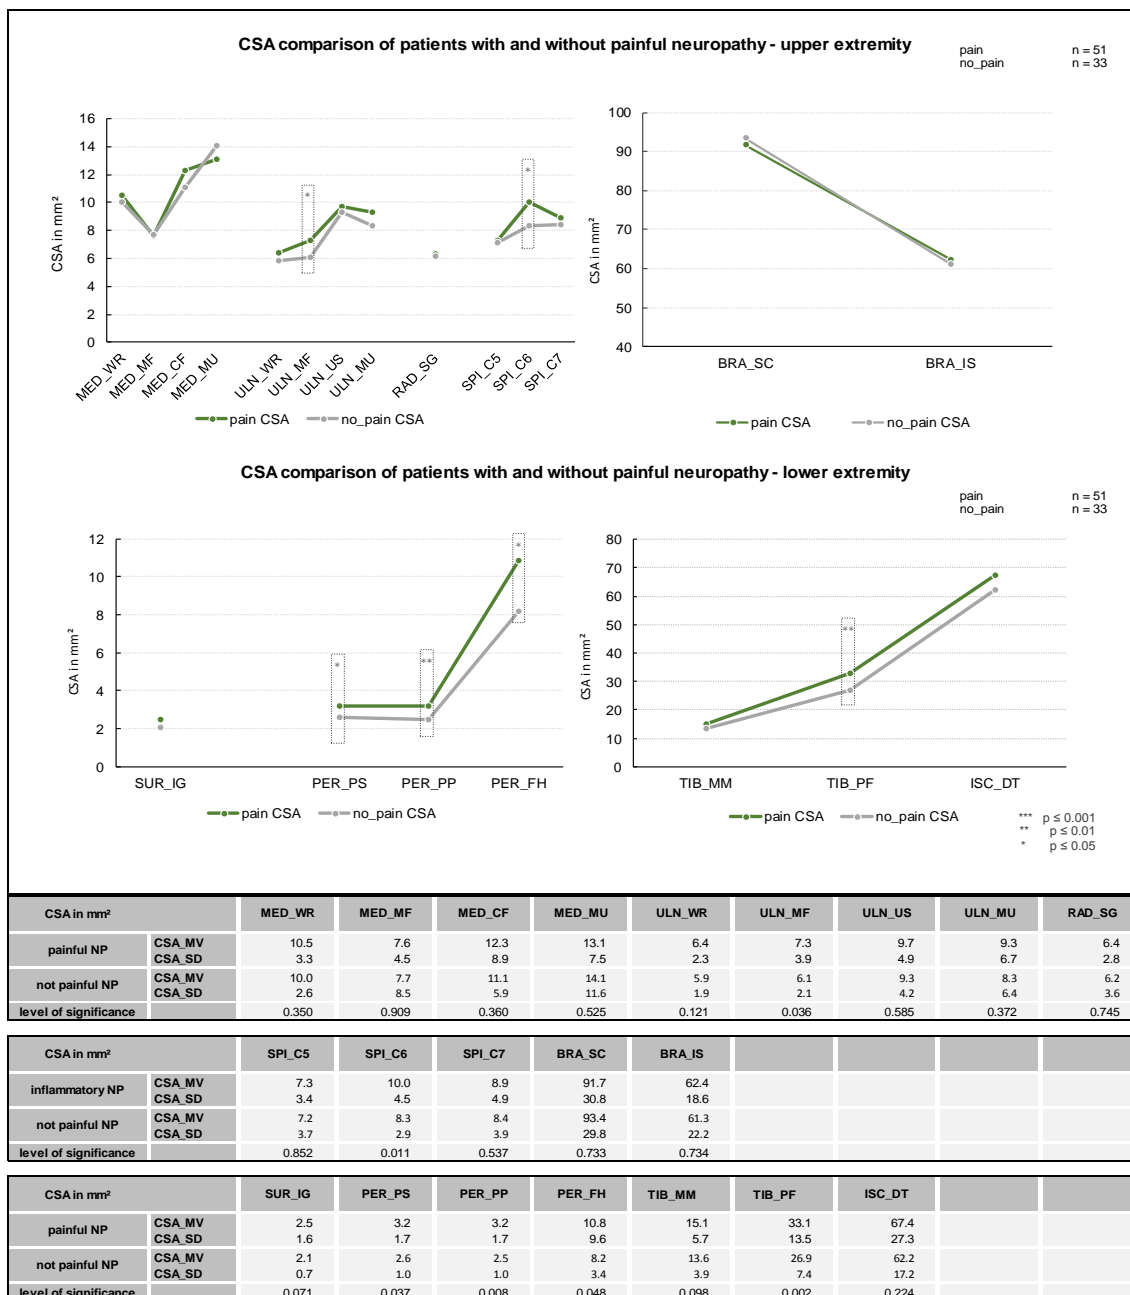 CSA comparison of patients with and without painful neuropathy - upper extremity
pain n = 51
no_pain n = 33
CSA in mm²
16
14
12
10
8
6
4
2
0
*
*
MED_WR MED_MF MED_CF MED_MU ULN_WR ULN_MF ULN_US ULN_MU RAD_SG SPI_C5 SPI_C6 SPI_C7
pain CSA no_pain CSA
CSA in mm²
100
90
80
70
60
50
40
BRA_SC BRA_IS
pain CSA no_pain CSA
CSA comparison of patients with and without painful neuropathy - lower extremity
pain n = 51
no_pain n = 33
CSA in mm²
12
10
8
6
4
2
0
*
**
*
SUR_IG PER_PS PER_PP PER_FH
pain CSA no_pain CSA
CSA in mm²
80
70
60
50
40
30
20
10
0
**
TIB_MM TIB_PF ISC_DT
pain CSA no_pain CSA
*** p ≤ 0.001
** p ≤ 0.01
* p ≤ 0.05
CSA in mm² MED_WR MED_MF MED_CF MED_MU ULN_WR ULN_MF ULN_US ULN_MU RAD_SG
painful NP CSA_MV 10.5 7.6 12.3 13.1 6.4 7.3 9.7 9.3 6.4
CSA_SD 3.3 4.5 8.9 7.5 2.3 3.9 4.9 6.7 2.8
not painful NP CSA_MV 10.0 7.7 11.1 14.1 5.9 6.1 9.3 8.3 6.2
CSA_SD 2.6 8.5 5.9 11.6 1.9 2.1 4.2 6.4 3.6
level of significance 0.350 0.909 0.360 0.525 0.121 0.036 0.585 0.372 0.745
CSA in mm² SPI_C5 SPI_C6 SPI_C7 BRA_SC BRA_IS
inflammatory NP CSA_MV 7.3 10.0 8.9 91.7 62.4
CSA_SD 3.4 4.5 4.9 30.8 18.6
not painful NP CSA_MV 7.2 8.3 8.4 93.4 61.3
CSA_SD 3.7 2.9 3.9 29.8 22.2
level of significance 0.852 0.011 0.537 0.733 0.734
CSA in mm² SUR_IG PER_PS PER_PP PER_FH TIB_MM TIB_PF ISC_DT
painful NP CSA_MV 2.5 3.2 3.2 10.8 15.1 33.1 67.4
CSA_SD 1.6 1.7 1.7 9.6 5.7 13.5 27.3
not painful NP CSA_MV 2.1 2.6 2.5 8.2 13.6 26.9 62.2
CSA_SD 0.7 1.0 1.0 3.4 3.9 7.4 17.2
level of significance 0.071 0.037 0.008 0.048 0.098 0.002 0.224